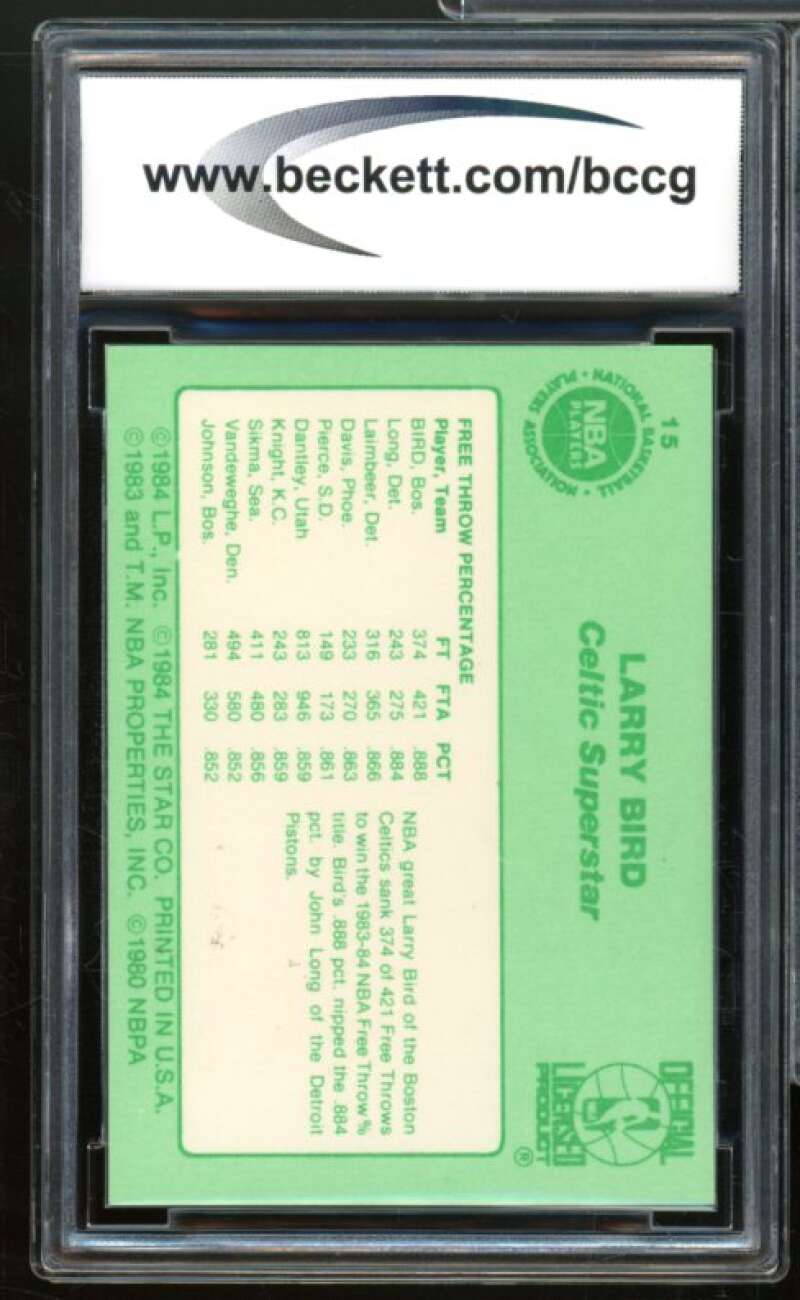 www.beckett.com/bccg
15
NATIONAL BASKETBALL
PLAYERS
ASSOCIATION
NBA
PLAYERS
LARRY BIRD
Celtic Superstar
OFFICIAL
LICENSED
PRODUCT
®
FREE THROW PERCENTAGE
Player, Team FT FTA PCT
BIRD, Bos. 374 421 .888
Long, Det. 243 275 .884
Laimbeer, Det. 316 365 .866
Davis, Phoe. 233 270 .863
Pierce, S.D. 149 173 .861
Dantley, Utah 813 946 .859
Knight, K.C. 243 283 .859
Sikma, Sea. 411 480 .856
Vandeweghe, Den. 494 580 .852
Johnson, Bos. 281 330 .852
NBA great Larry Bird of the Boston
Celtics sank 374 of 421 Free Throws
to win the 1983-84 NBA Free Throw %
title. Bird's .888 pct. nipped the .884
pct. by John Long of the Detroit
Pistons.
©1984 L.P., Inc. ©1984 THE STAR CO. PRINTED IN U.S.A.
©1983 and T.M. NBA PROPERTIES, INC. ©1980 NBPA